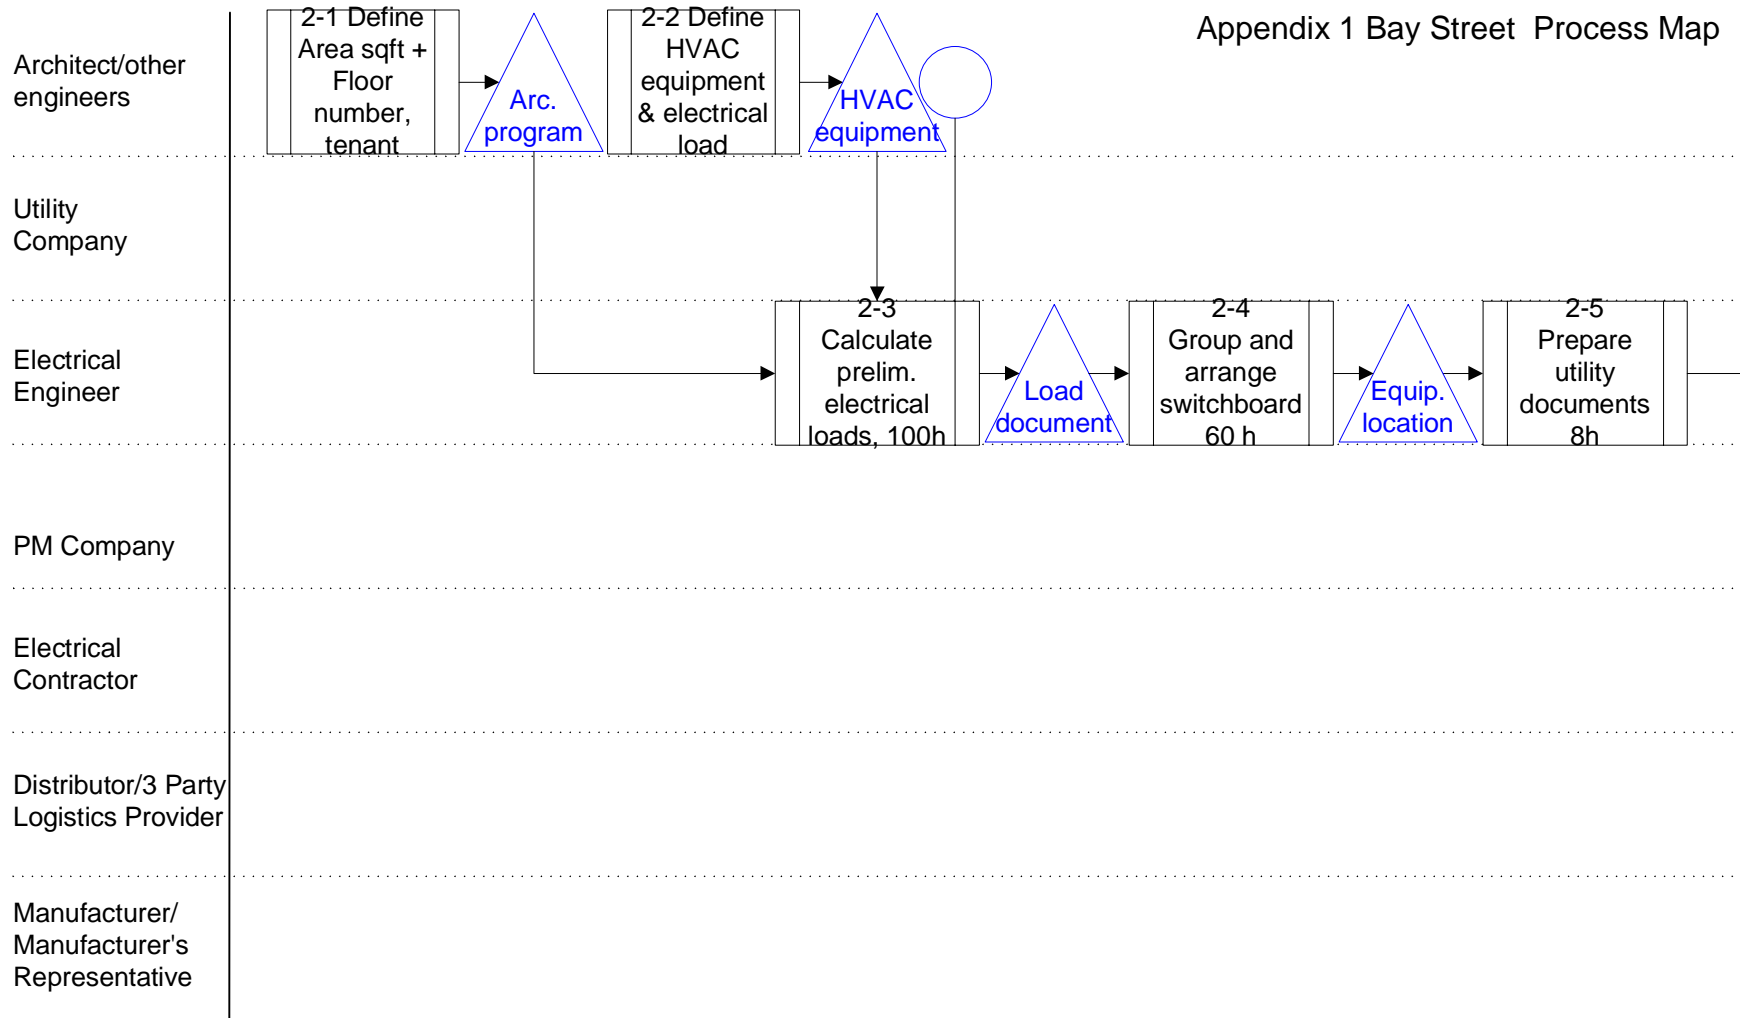 Appendix 1 Bay Street  Process Map
Architect/other
engineers
2-1 Define
Area sqft +
Floor
number,
tenant
Arc.
program
2-2 Define
HVAC
equipment
& electrical
load
HVAC
equipment
Utility
Company
Electrical
Engineer
2-3
Calculate
prelim.
electrical
loads, 100h
Load
document
2-4
Group and
arrange
switchboard
60 h
Equip.
location
2-5
Prepare
utility
documents
8h
PM Company
Electrical
Contractor
Distributor/3 Party
Logistics Provider
Manufacturer/
Manufacturer's
Representative